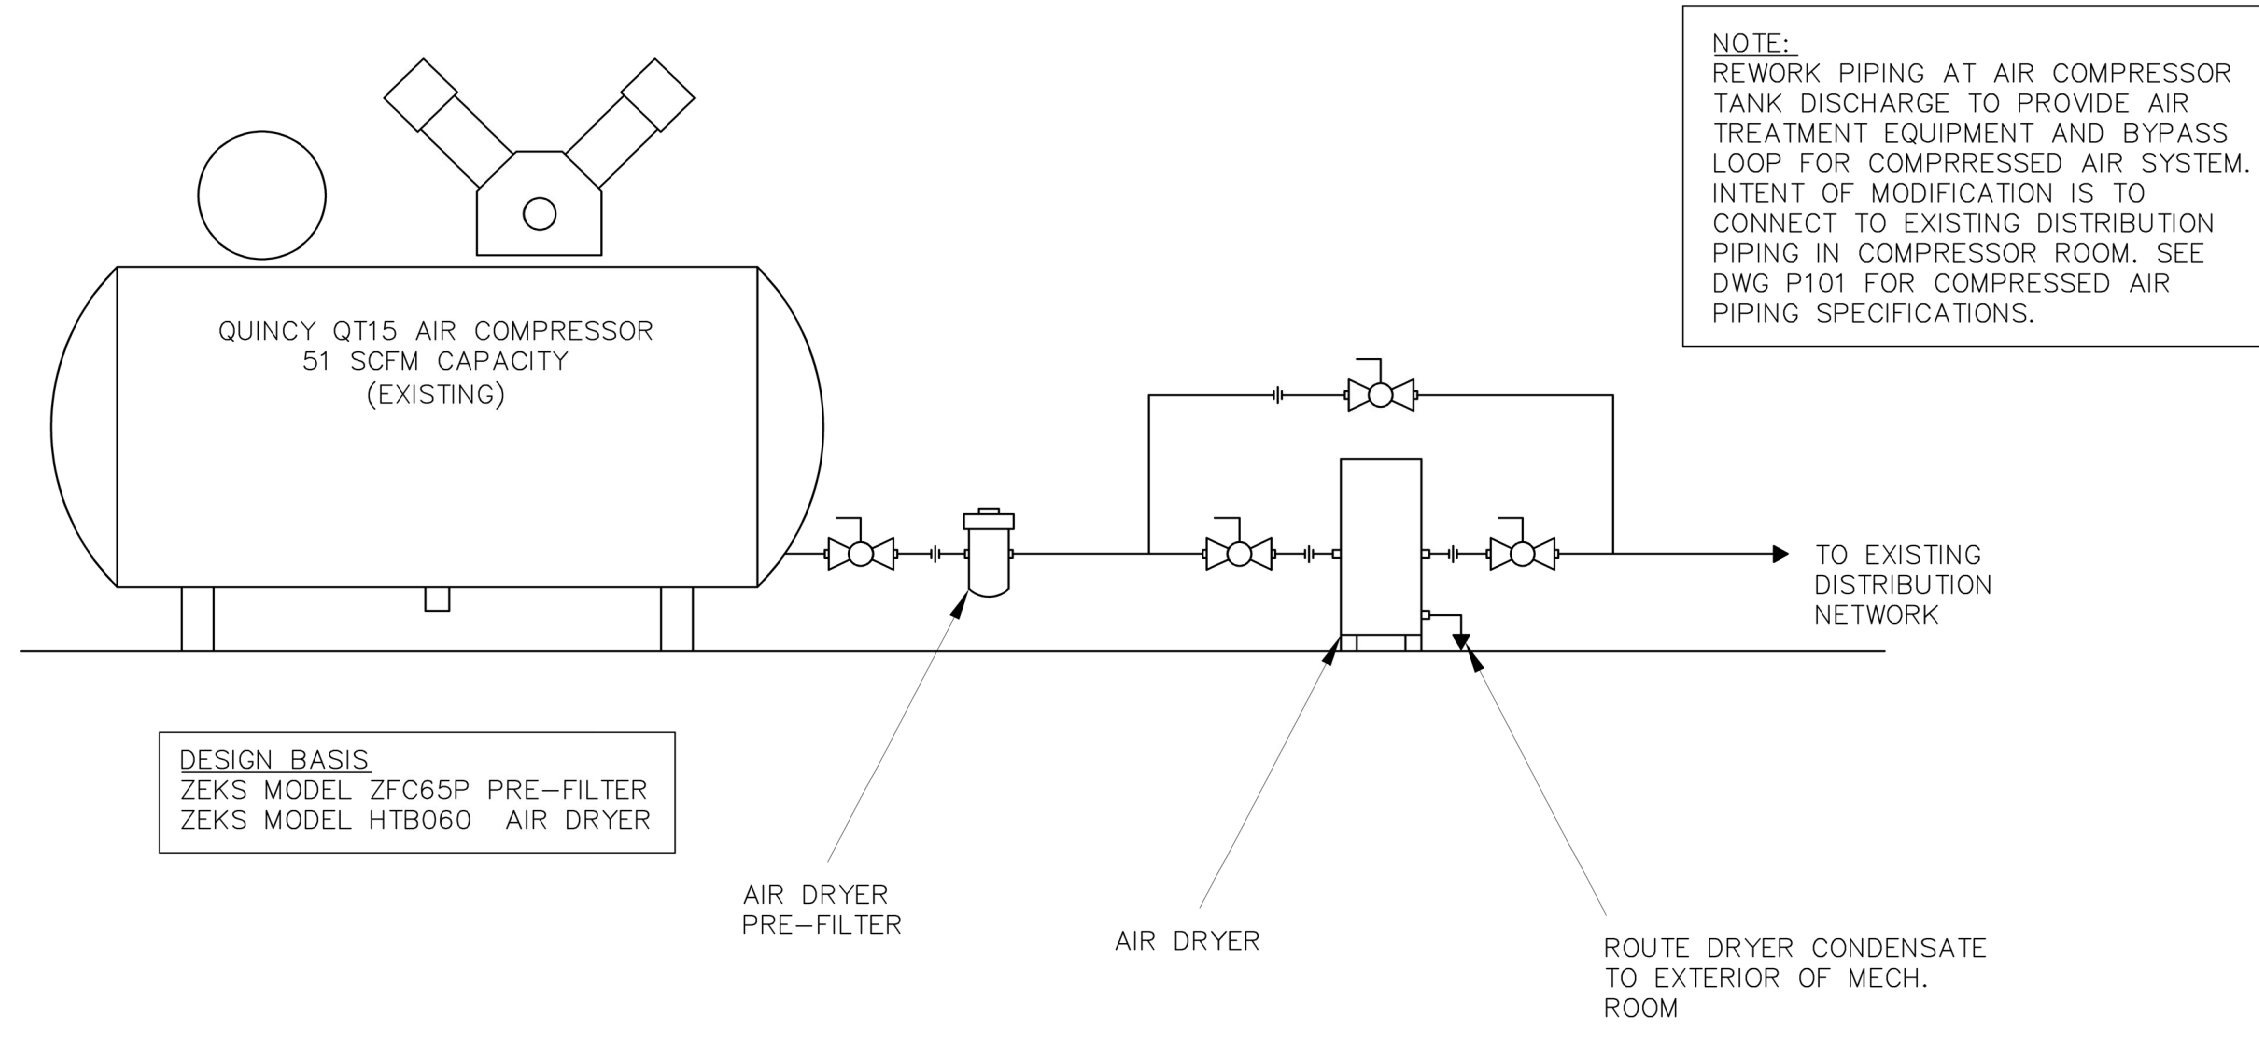 NOTE:
REWORK PIPING AT AIR COMPRESSOR
TANK DISCHARGE TO PROVIDE AIR
TREATMENT EQUIPMENT AND BYPASS
LOOP FOR COMPRRESSED AIR SYSTEM.
INTENT OF MODIFICATION IS TO
CONNECT TO EXISTING DISTRIBUTION
PIPING IN COMPRESSOR ROOM. SEE
DWG P101 FOR COMPRESSED AIR
PIPING SPECIFICATIONS.
QUINCY QT15 AIR COMPRESSOR
51 SCFM CAPACITY
(EXISTING)
TO EXISTING
DISTRIBUTION
NETWORK
DESIGN BASIS
ZEKS MODEL ZFC65P PRE-FILTER
ZEKS MODEL HTB060 AIR DRYER
AIR DRYER
PRE-FILTER
AIR DRYER
ROUTE DRYER CONDENSATE
TO EXTERIOR OF MECH.
ROOM